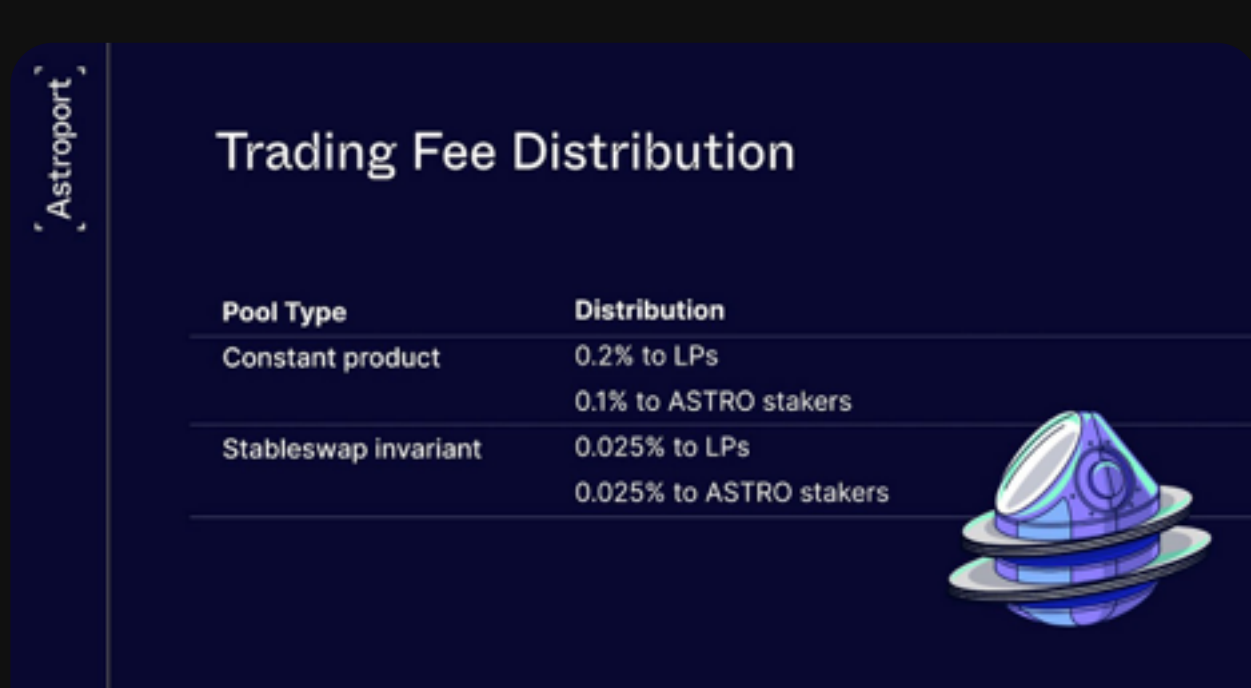 Astroport
Trading Fee Distribution
Pool Type Distribution
Constant product 0.2% to LPs
0.1% to ASTRO stakers
Stableswap invariant 0.025% to LPs
0.025% to ASTRO stakers